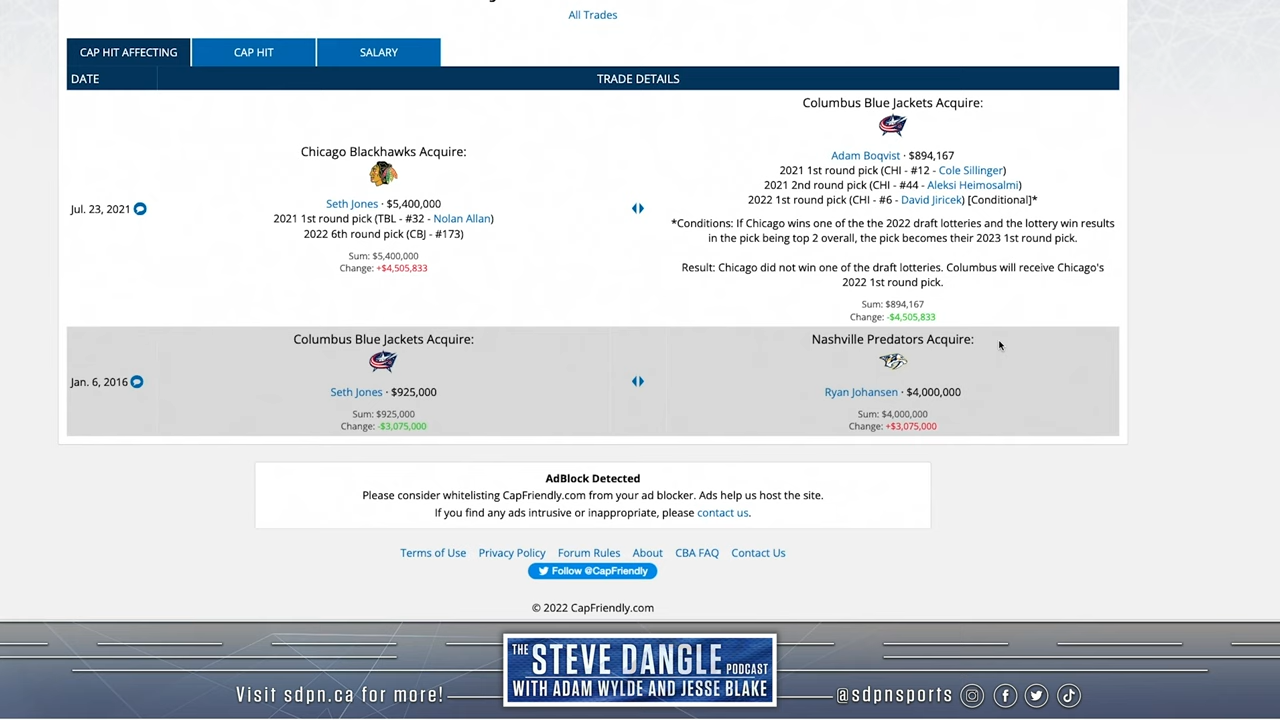 All Trades
CAP HIT AFFECTING
CAP HIT
SALARY
DATE
TRADE DETAILS
Jul. 23, 2021
Chicago Blackhawks Acquire:
Seth Jones · $5,400,000
2021 1st round pick (TBL - #32 - Nolan Allan)
2022 6th round pick (CBJ - #173)
Sum: $5,400,000
Change: +$4,505,833
Columbus Blue Jackets Acquire:
Adam Boqvist · $894,167
2021 1st round pick (CHI - #12 - Cole Sillinger)
2021 2nd round pick (CHI - #44 - Aleksi Heimosalmi)
2022 1st round pick (CHI - #6 - David Jiricek) [Conditional]*
*Conditions: If Chicago wins one of the the 2022 draft lotteries and the lottery win results
in the pick being top 2 overall, the pick becomes their 2023 1st round pick.
Result: Chicago did not win one of the draft lotteries. Columbus will receive Chicago's
2022 1st round pick.
Sum: $894,167
Change: -$4,505,833
Jan. 6, 2016
Columbus Blue Jackets Acquire:
Seth Jones · $925,000
Sum: $925,000
Change: -$3,075,000
Nashville Predators Acquire:
Ryan Johansen · $4,000,000
Sum: $4,000,000
Change: +$3,075,000
AdBlock Detected
Please consider whitelisting CapFriendly.com from your ad blocker. Ads help us host the site.
If you find any ads intrusive or inappropriate, please contact us.
Terms of Use Privacy Policy Forum Rules About CBA FAQ Contact Us
Follow @CapFriendly
© 2022 CapFriendly.com
Visit sdpn.ca for more!
THE STEVE DANGLE PODCAST
WITH ADAM WYLDE AND JESSE BLAKE
@sdpnsports